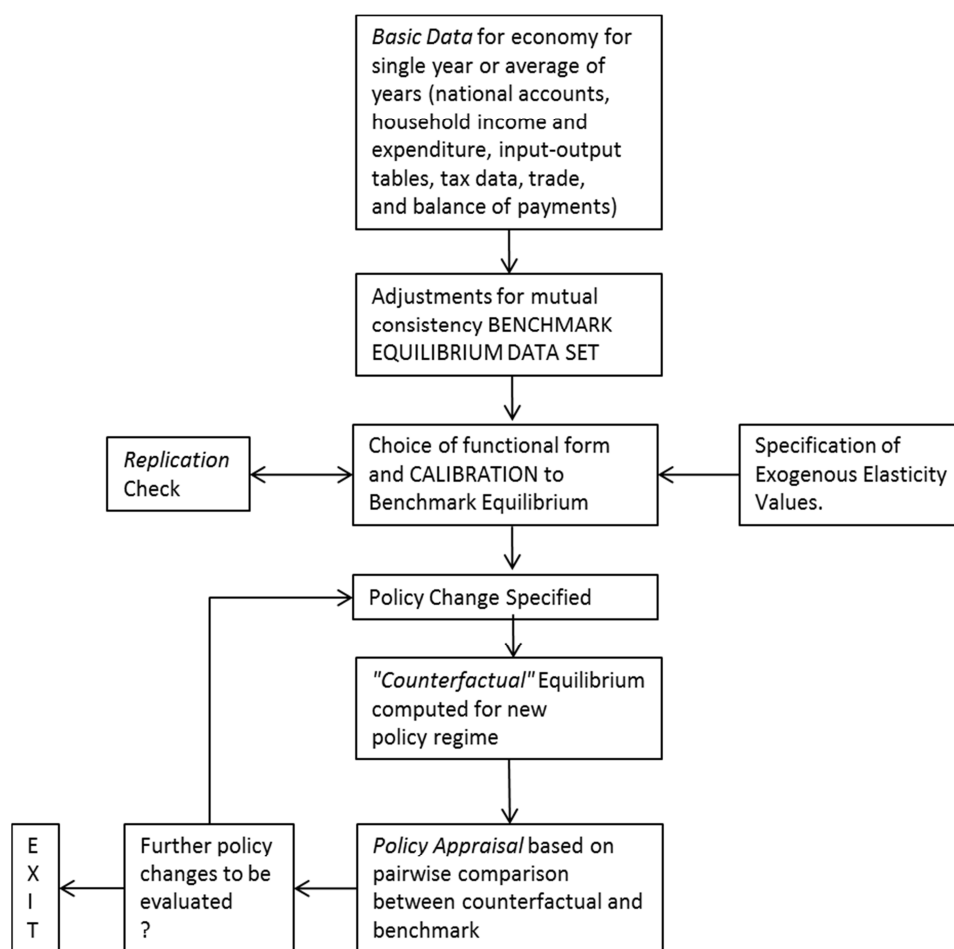 Basic Data for economy for
single year or average of
years (national accounts,
household income and
expenditure, input-output
tables, tax data, trade,
and balance of payments)
Adjustments for mutual
consistency BENCHMARK
EQUILIBRIUM DATA SET
Replication
Check
Choice of functional form
and CALIBRATION to
Benchmark Equilibrium
Specification of
Exogenous Elasticity
Values.
Policy Change Specified
"Counterfactual" Equilibrium
computed for new
policy regime
E
X
I
T
Further policy
changes to be
evaluated
?
Policy Appraisal based on
pairwise comparison
between counterfactual and
benchmark